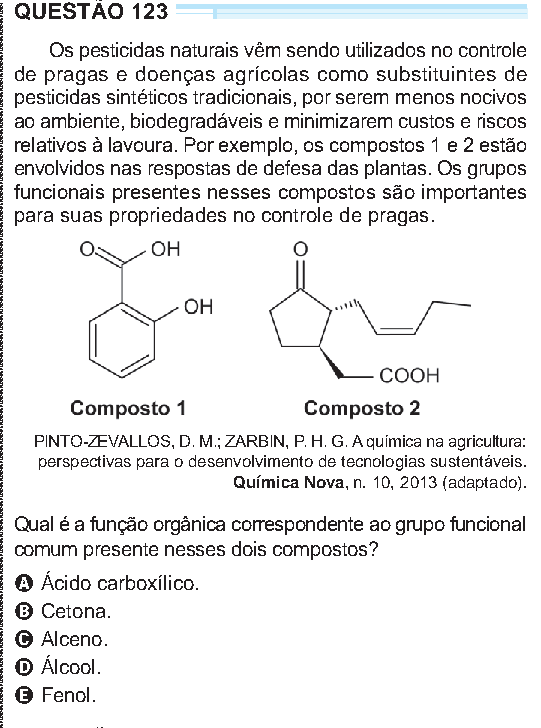 QUESTÃO 123
Os pesticidas naturais vêm sendo utilizados no controle
de pragas e doenças agrícolas como substituintes de
pesticidas sintéticos tradicionais, por serem menos nocivos
ao ambiente, biodegradáveis e minimizarem custos e riscos
relativos à lavoura. Por exemplo, os compostos 1 e 2 estão
envolvidos nas respostas de defesa das plantas. Os grupos
funcionais presentes nesses compostos são importantes
para suas propriedades no controle de pragas.
O OH O
OH
COOH
Composto 1 Composto 2
PINTO-ZEVALLOS, D. M.; ZARBIN, P. H. G. A química na agricultura:
perspectivas para o desenvolvimento de tecnologias sustentáveis.
Química Nova, n. 10, 2013 (adaptado).
Qual é a função orgânica correspondente ao grupo funcional
comum presente nesses dois compostos?
A Ácido carboxílico.
B Cetona.
C Alceno.
D Álcool.
E Fenol.